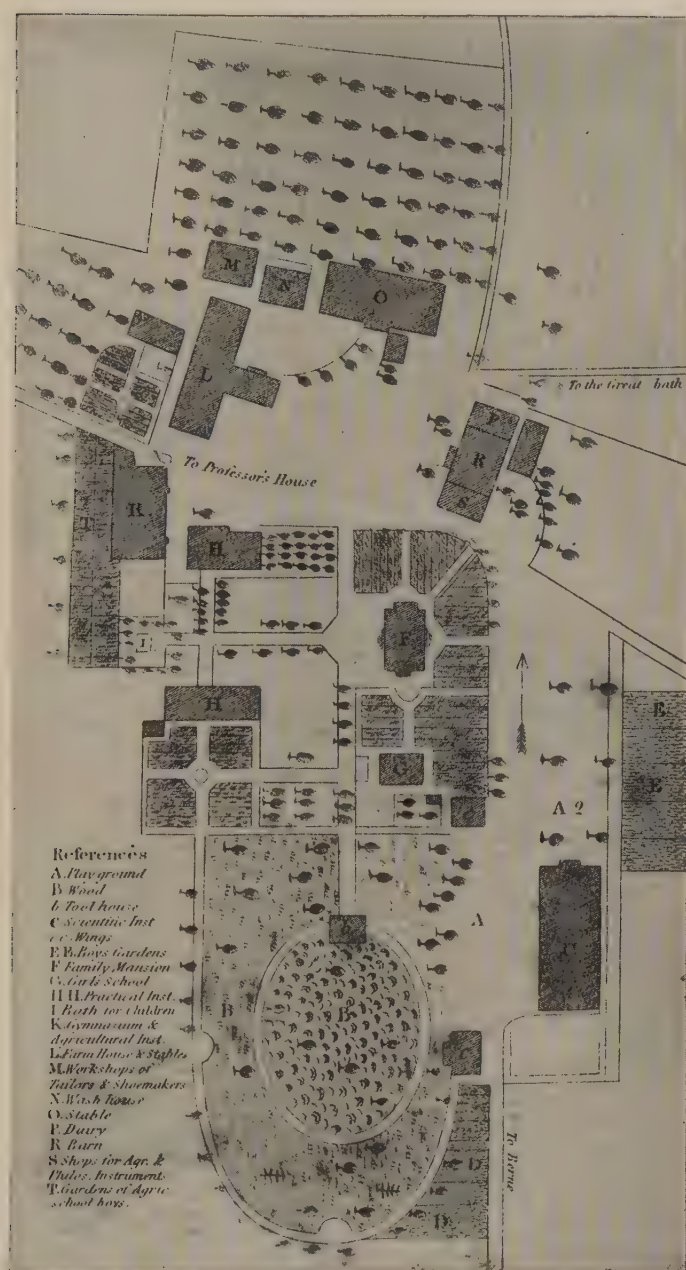 M
N
O
L
To the Great bath
P
R
S
To Professor's House
T
R
H
I
F
H
G
E
E
A 2
A
C
B
C
To Berne
D
D
References
A. Play ground
B. Wood
b Tool house
C Scientific Inst
c c. Wings
E E. Boys Gardens
F Family Mansion
G. Girls School
H H. Practical Inst.
I Bath for Children
K. Gymnasium &
Agricultural Inst.
L. Farm House & Stables
M. Workshops of
Tailors & Shoemakers
N. Wash house
O. Stable
P. Dairy
R Barn
S Shops for Agr. &
Philos. Instruments
T. Gardens of Agric
school boys.